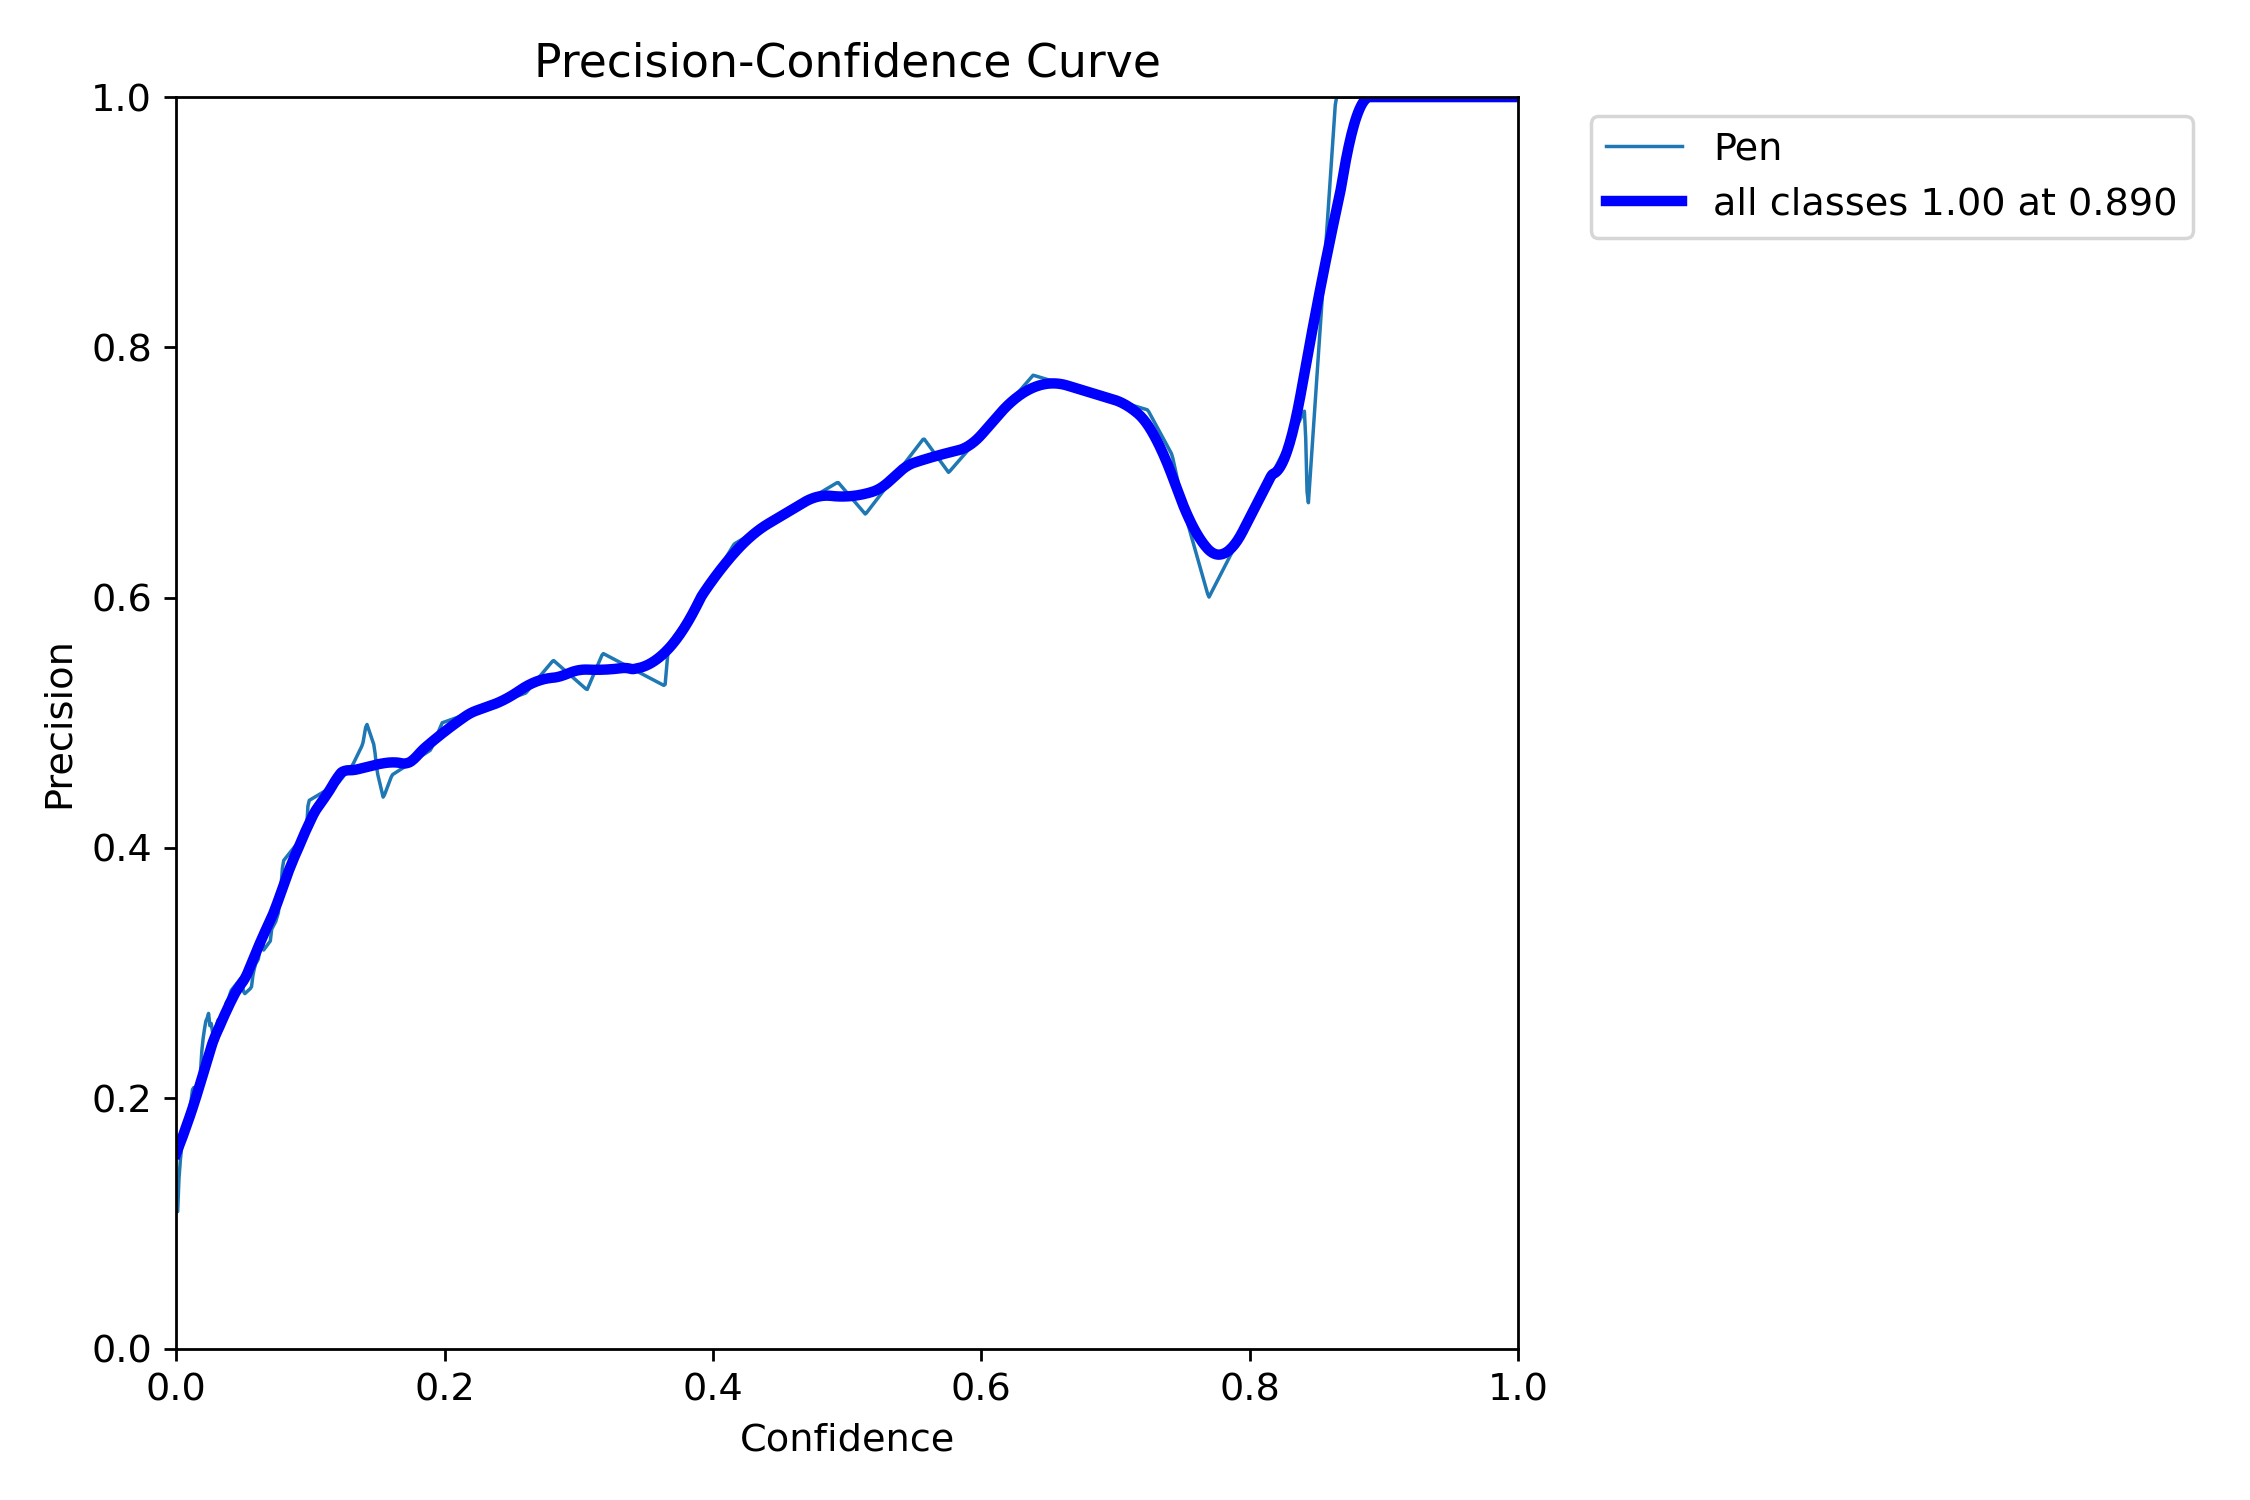 Precision-Confidence Curve
1.0
0.8
0.6
0.4
0.2
0.0
Precision
0.0 0.2 0.4 0.6 0.8 1.0
Confidence
Pen
all classes 1.00 at 0.890